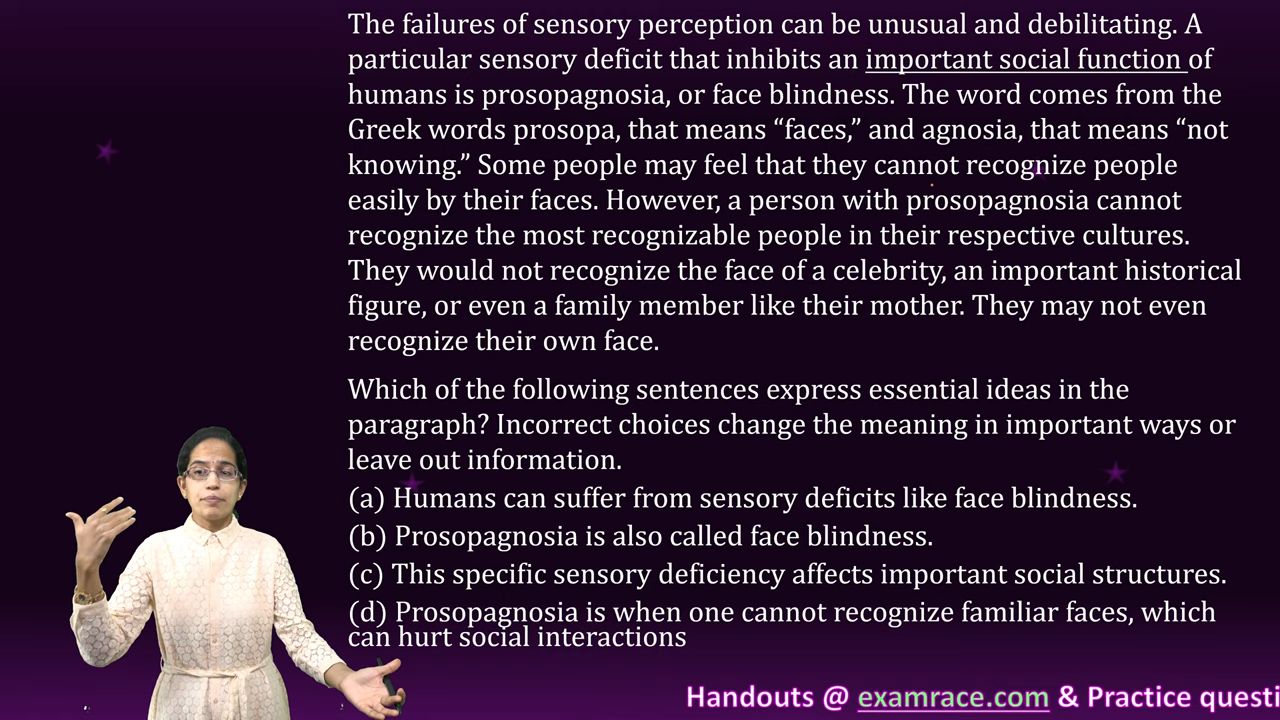 The failures of sensory perception can be unusual and debilitating. A
particular sensory deficit that inhibits an important social function of
humans is prosopagnosia, or face blindness. The word comes from the
Greek words prosopa, that means “faces,” and agnosia, that means “not
knowing.” Some people may feel that they cannot recognize people
easily by their faces. However, a person with prosopagnosia cannot
recognize the most recognizable people in their respective cultures.
They would not recognize the face of a celebrity, an important historical
figure, or even a family member like their mother. They may not even
recognize their own face.
Which of the following sentences express essential ideas in the
paragraph? Incorrect choices change the meaning in important ways or
leave out information.
(a) Humans can suffer from sensory deficits like face blindness.
(b) Prosopagnosia is also called face blindness.
(c) This specific sensory deficiency affects important social structures.
(d) Prosopagnosia is when one cannot recognize familiar faces, which
can hurt social interactions
Handouts @ examrace.com & Practice questi